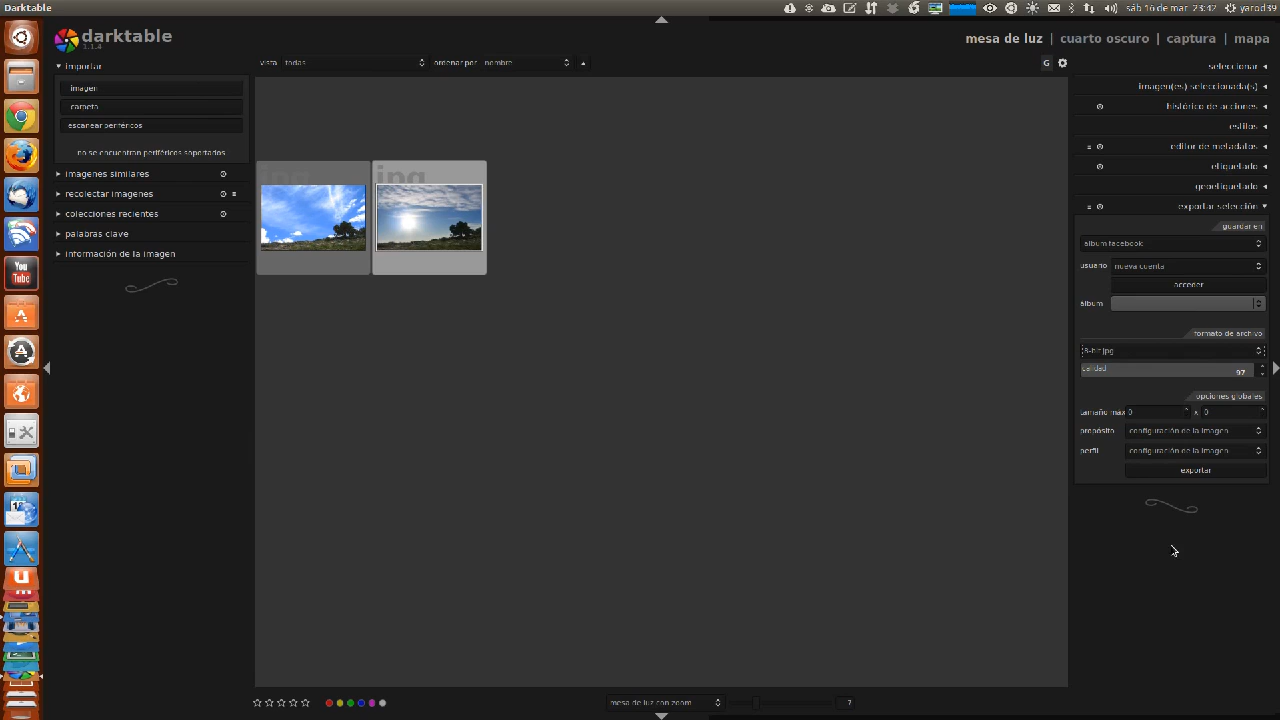 Darktable
sáb 16 de mar 23:42
yarod39
darktable
1.1.4
mesa de luz | cuarto oscuro | captura | mapa
importar
imagen
carpeta
escanear periféricos
no se encuentran periféricos soportados
imágenes similares
recolectar imágenes
colecciones recientes
palabras clave
información de la imagen
vista todas
ordenar por nombre
G
jpg
jpg
You
Tube
seleccionar
imagen(es) seleccionada(s)
histórico de acciones
estilos
editor de metadatos
etiquetado
geoetiquetado
exportar selección
guardar en
álbum facebook
usuario nueva cuenta
acceder
álbum
formato de archivo
8-bit jpg
calidad 97
opciones globales
tamaño máx 0 x 0
propósito configuración de la imagen
perfil configuración de la imagen
exportar
mesa de luz con zoom
7